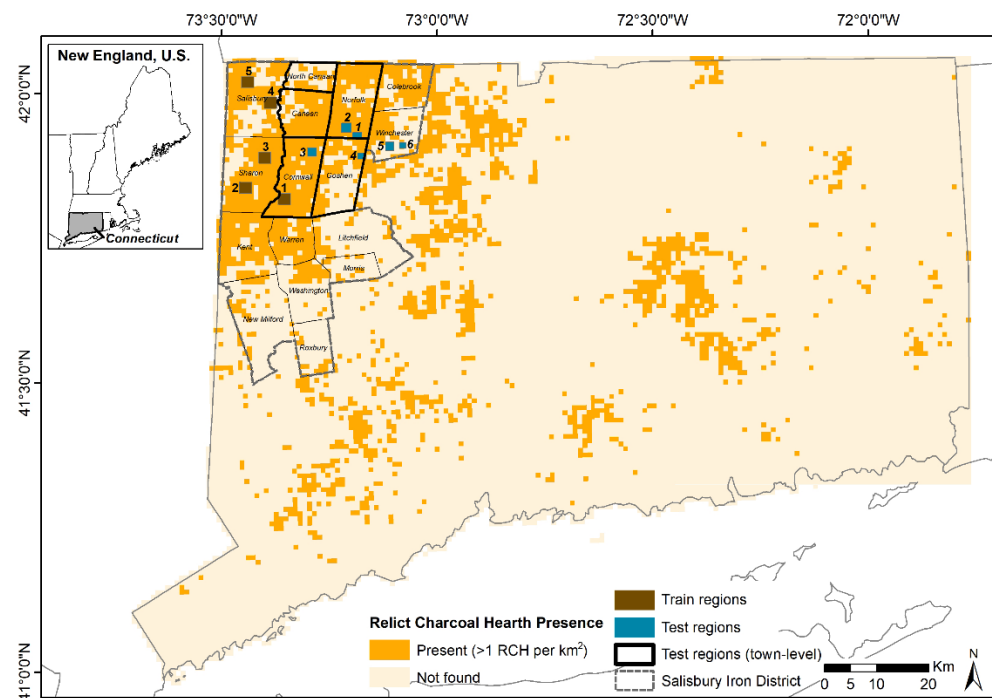 73°30'0"W
73°0'0"W
72°30'0"W
72°0'0"W
New England, U.S.
Connecticut
42°0'0"N
41°30'0"N
41°0'0"N
5
North Canaan
Colebrook
Salisbury
4
Norfolk
Canaan
2
1
Winchester
3
3
5
6
4
Sharon
2
1
Cornwall
Goshen
Kent
Warren
Litchfield
Morris
Washington
New Milford
Roxbury
Relict Charcoal Hearth Presence
Present (>1 RCH per km²)
Not found
Train regions
Test regions
Test regions (town-level)
Salisbury Iron District
Km
0 5 10 20
N